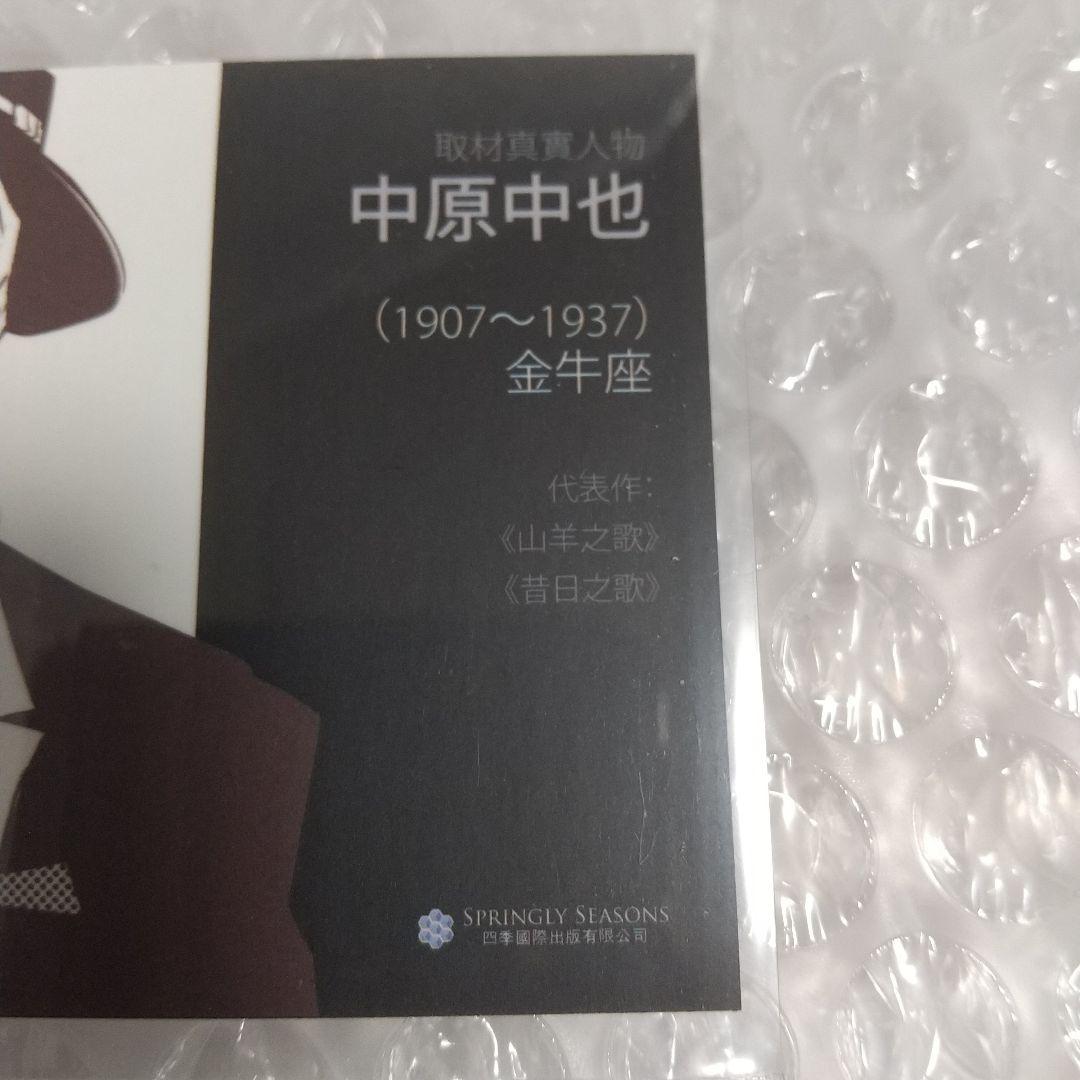 取材真實人物
中原中也
（1907～1937）
金牛座
代表作：
《山羊之歌》
《昔日之歌》
SPRINGLY SEASONS
四季國際出版有限公司